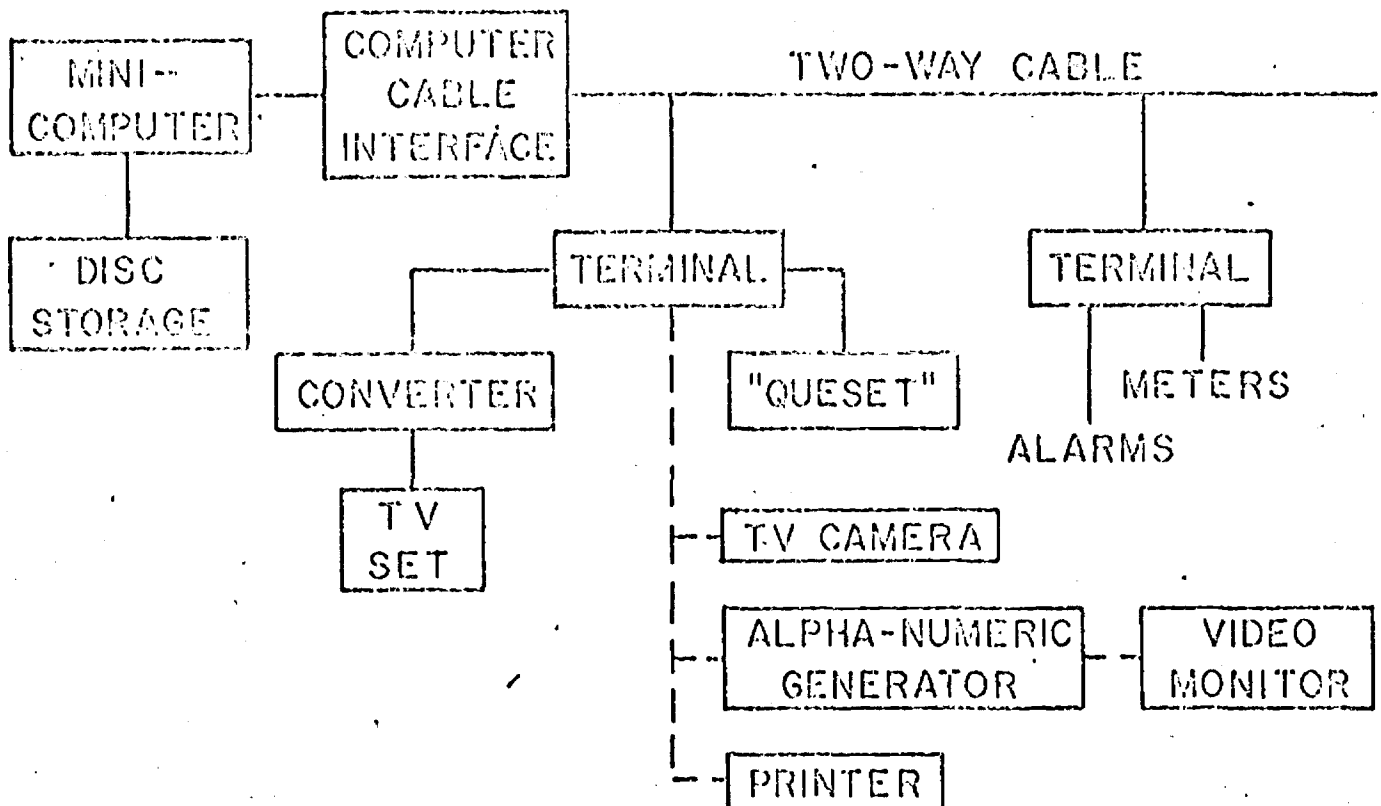 MINI-
COMPUTER
COMPUTER
CABLE
INTERFACE
TWO-WAY CABLE
DISC
STORAGE
TERMINAL
TERMINAL
CONVERTER
"QUESET"
METERS
ALARMS
TV
SET
TV CAMERA
ALPHA-NUMERIC
GENERATOR
VIDEO
MONITOR
PRINTER